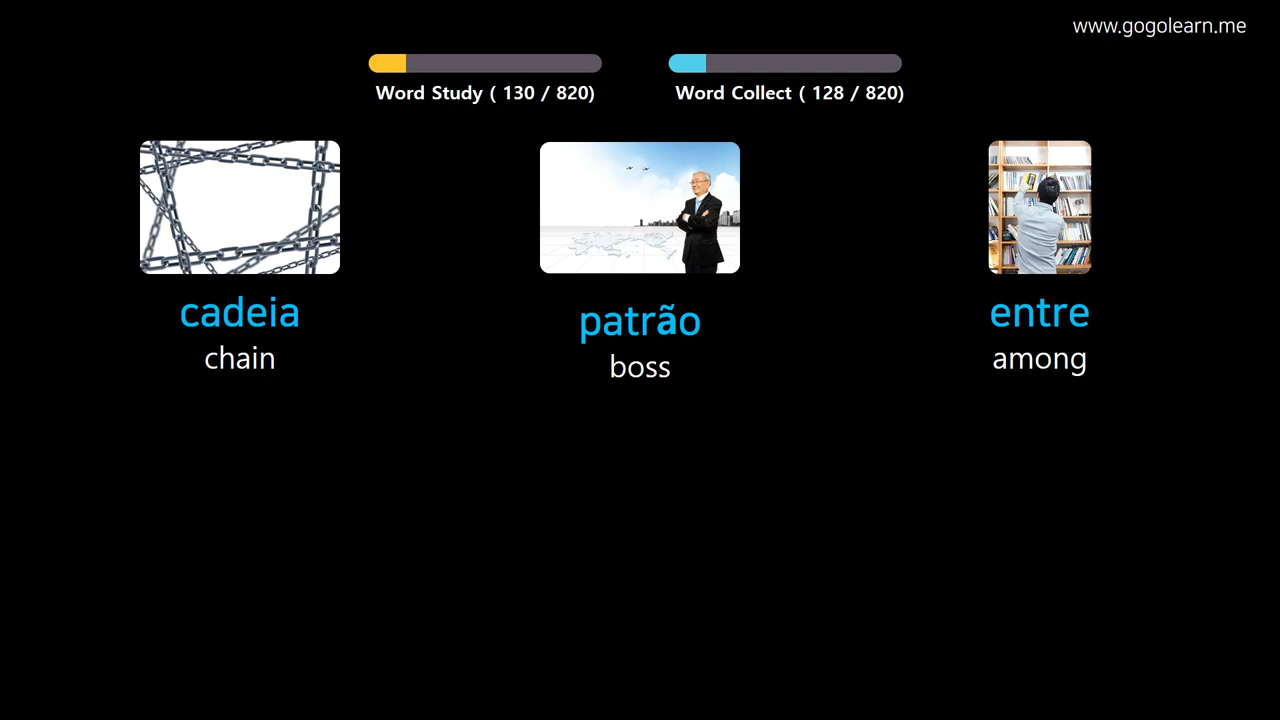 www.gogolearn.me
Word Study ( 130 / 820)
Word Collect ( 128 / 820)
cadeia
chain
patrão
boss
entre
among